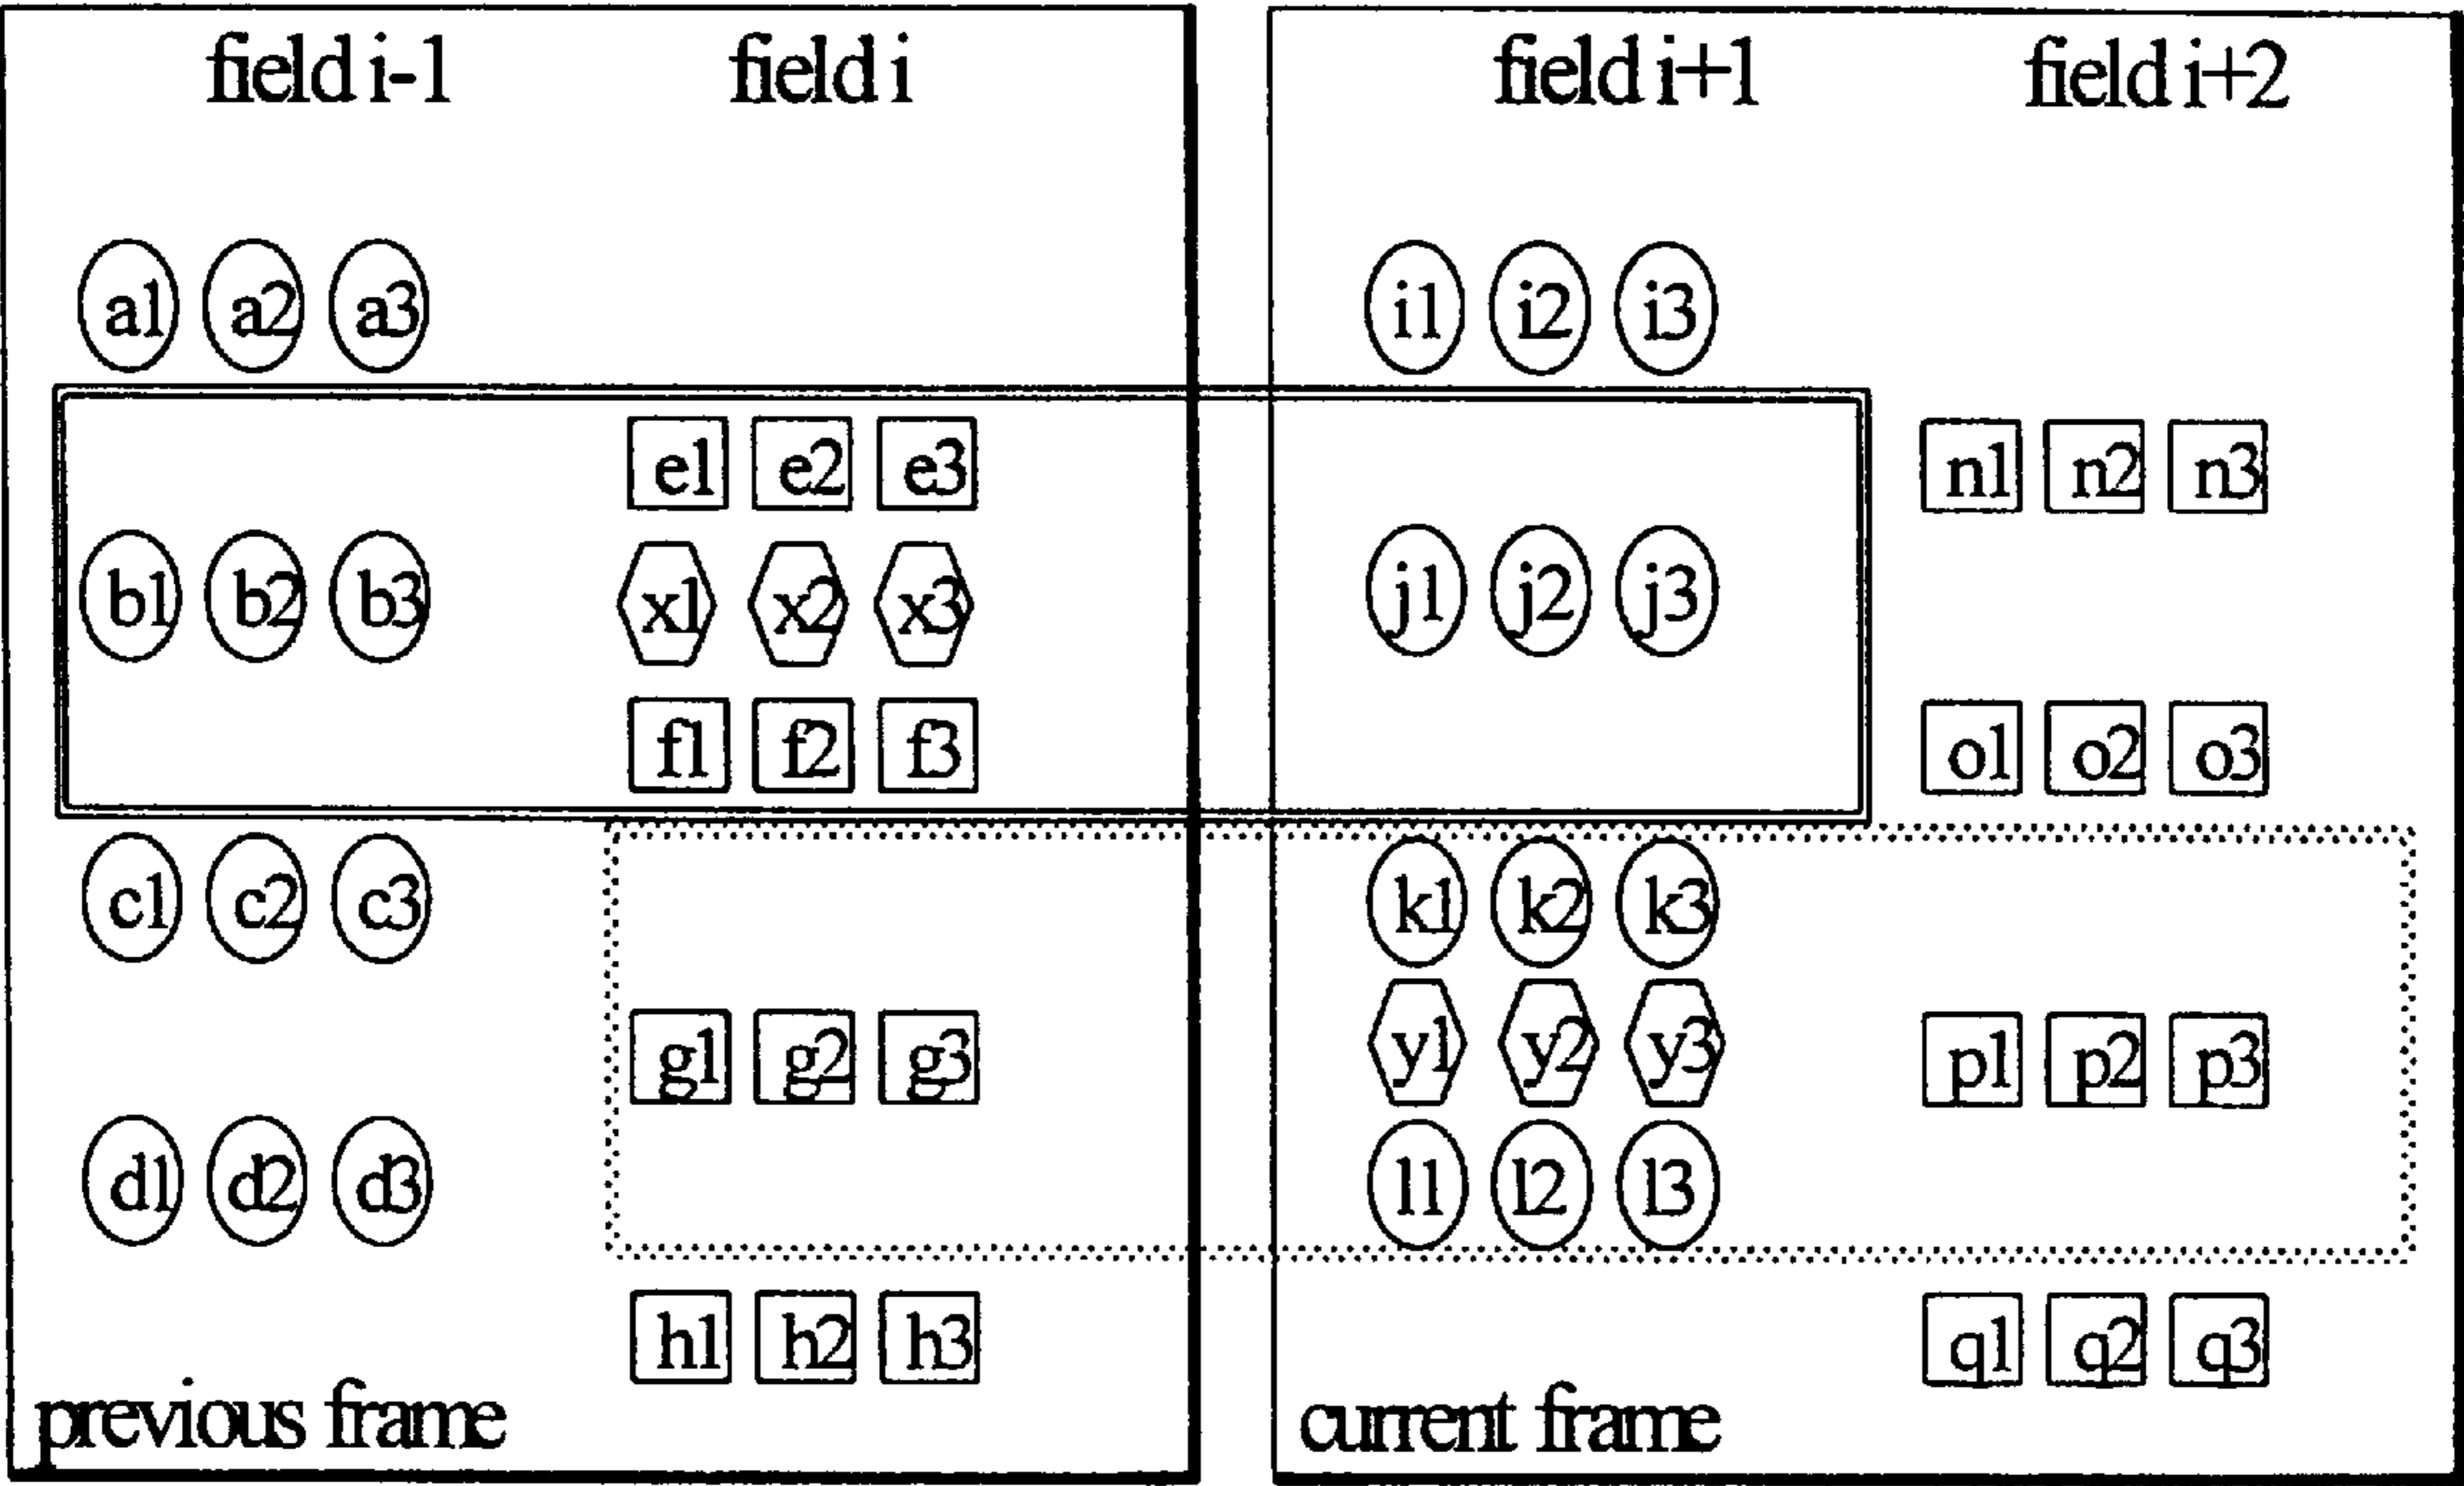 field i-1 field i field i+1 field i+2
a1 a2 a3 i1 i2 i3
e1 e2 e3 n1 n2 n3
b1 b2 b3 x1 x2 x3 j1 j2 j3
f1 f2 f3 o1 o2 o3
c1 c2 c3 k1 k2 k3
g1 g2 g3 y1 y2 y3 p1 p2 p3
d1 d2 d3 l1 l2 l3
h1 h2 h3 q1 q2 q3
previous frame current frame